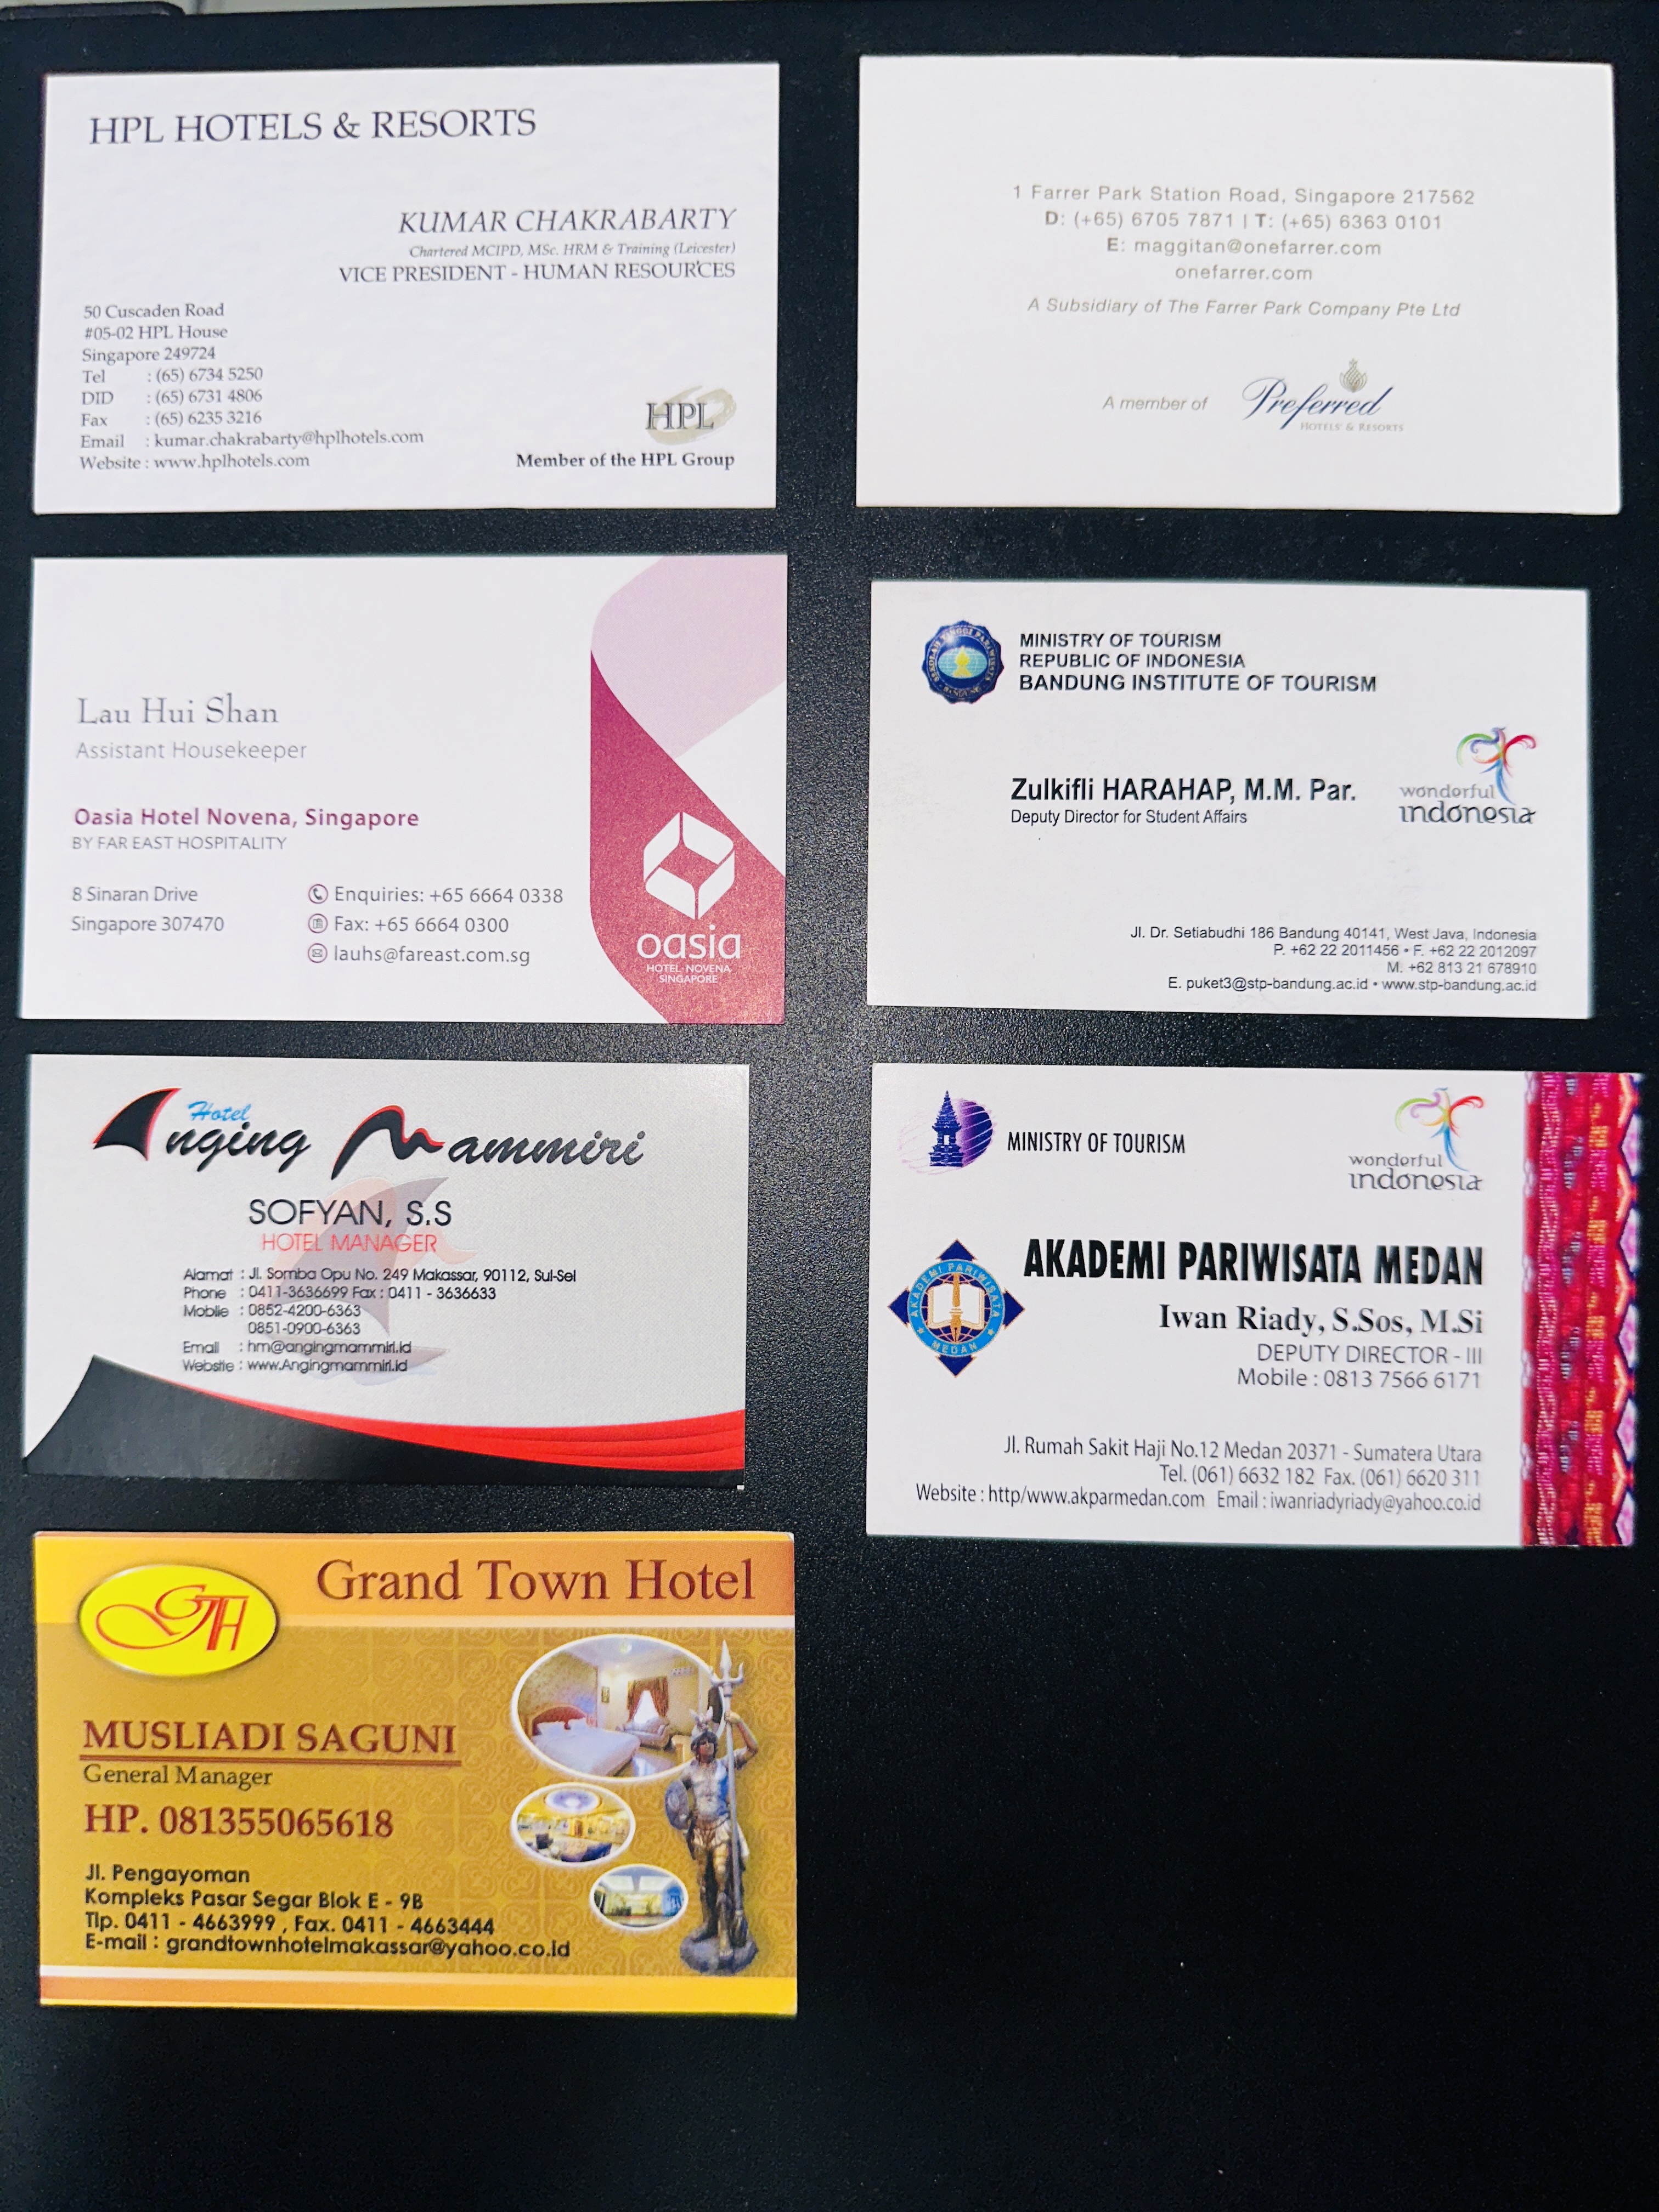 HPL HOTELS & RESORTS
KUMAR CHAKRABARTY
Chartered MCIPD, MSc. HRM & Training (Leicester)
VICE PRESIDENT - HUMAN RESOURCES
50 Cuscaden Road
#05-02 HPL House
Singapore 249724
Tel : (65) 6734 5250
DID : (65) 6731 4806
Fax : (65) 6235 3216
Email : kumar.chakrabarty@hplhotels.com
Website : www.hplhotels.com
HPL
Member of the HPL Group
1 Farrer Park Station Road, Singapore 217562
D: (+65) 6705 7871 | T: (+65) 6363 0101
E: maggitan@onefarrer.com
onefarrer.com
A Subsidiary of The Farrer Park Company Pte Ltd
A member of Preferred
HOTELS & RESORTS
Lau Hui Shan
Assistant Housekeeper
Oasia Hotel Novena, Singapore
BY FAR EAST HOSPITALITY
8 Sinaran Drive
Singapore 307470
Enquiries: +65 6664 0338
Fax: +65 6664 0300
lauhs@fareast.com.sg
oasia
HOTEL NOVENA
SINGAPORE
MINISTRY OF TOURISM
REPUBLIC OF INDONESIA
BANDUNG INSTITUTE OF TOURISM
wonderful
indonesia
Zulkifli HARAHAP, M.M. Par.
Deputy Director for Student Affairs
Jl. Dr. Setiabudhi 186 Bandung 40141, West Java, Indonesia
P. +62 22 2011456 • F. +62 22 2012097
M. +62 813 21 678910
E. puket3@stp-bandung.ac.id • www.stp-bandung.ac.id
Hotel
Anging Mammiri
SOFYAN, S.S
HOTEL MANAGER
Alamat : Jl. Somba Opu No. 249 Makassar, 90112, Sul-Sel
Phone : 0411-3636699 Fax : 0411 - 3636633
Mobile : 0852-4200-6363
0851-0900-6363
Email : hm@angingmammiri.id
Website : www.Angingmammiri.id
MINISTRY OF TOURISM
wonderful
indonesia
AKADEMI PARIWISATA
MEDAN
AKADEMI PARIWISATA MEDAN
Iwan Riady, S.Sos, M.Si
DEPUTY DIRECTOR - III
Mobile : 0813 7566 6171
Jl. Rumah Sakit Haji No.12 Medan 20371 - Sumatera Utara
Tel. (061) 6632 182 Fax. (061) 6620 311
Website : http/www.akparmedan.com Email : iwanriadyriady@yahoo.co.id
GTH
Grand Town Hotel
MUSLIADI SAGUNI
General Manager
HP. 081355065618
Jl. Pengayoman
Kompleks Pasar Segar Blok E - 9B
Tlp. 0411 - 4663999 , Fax. 0411 - 4663444
E-mail : grandtownhotelmakassar@yahoo.co.id